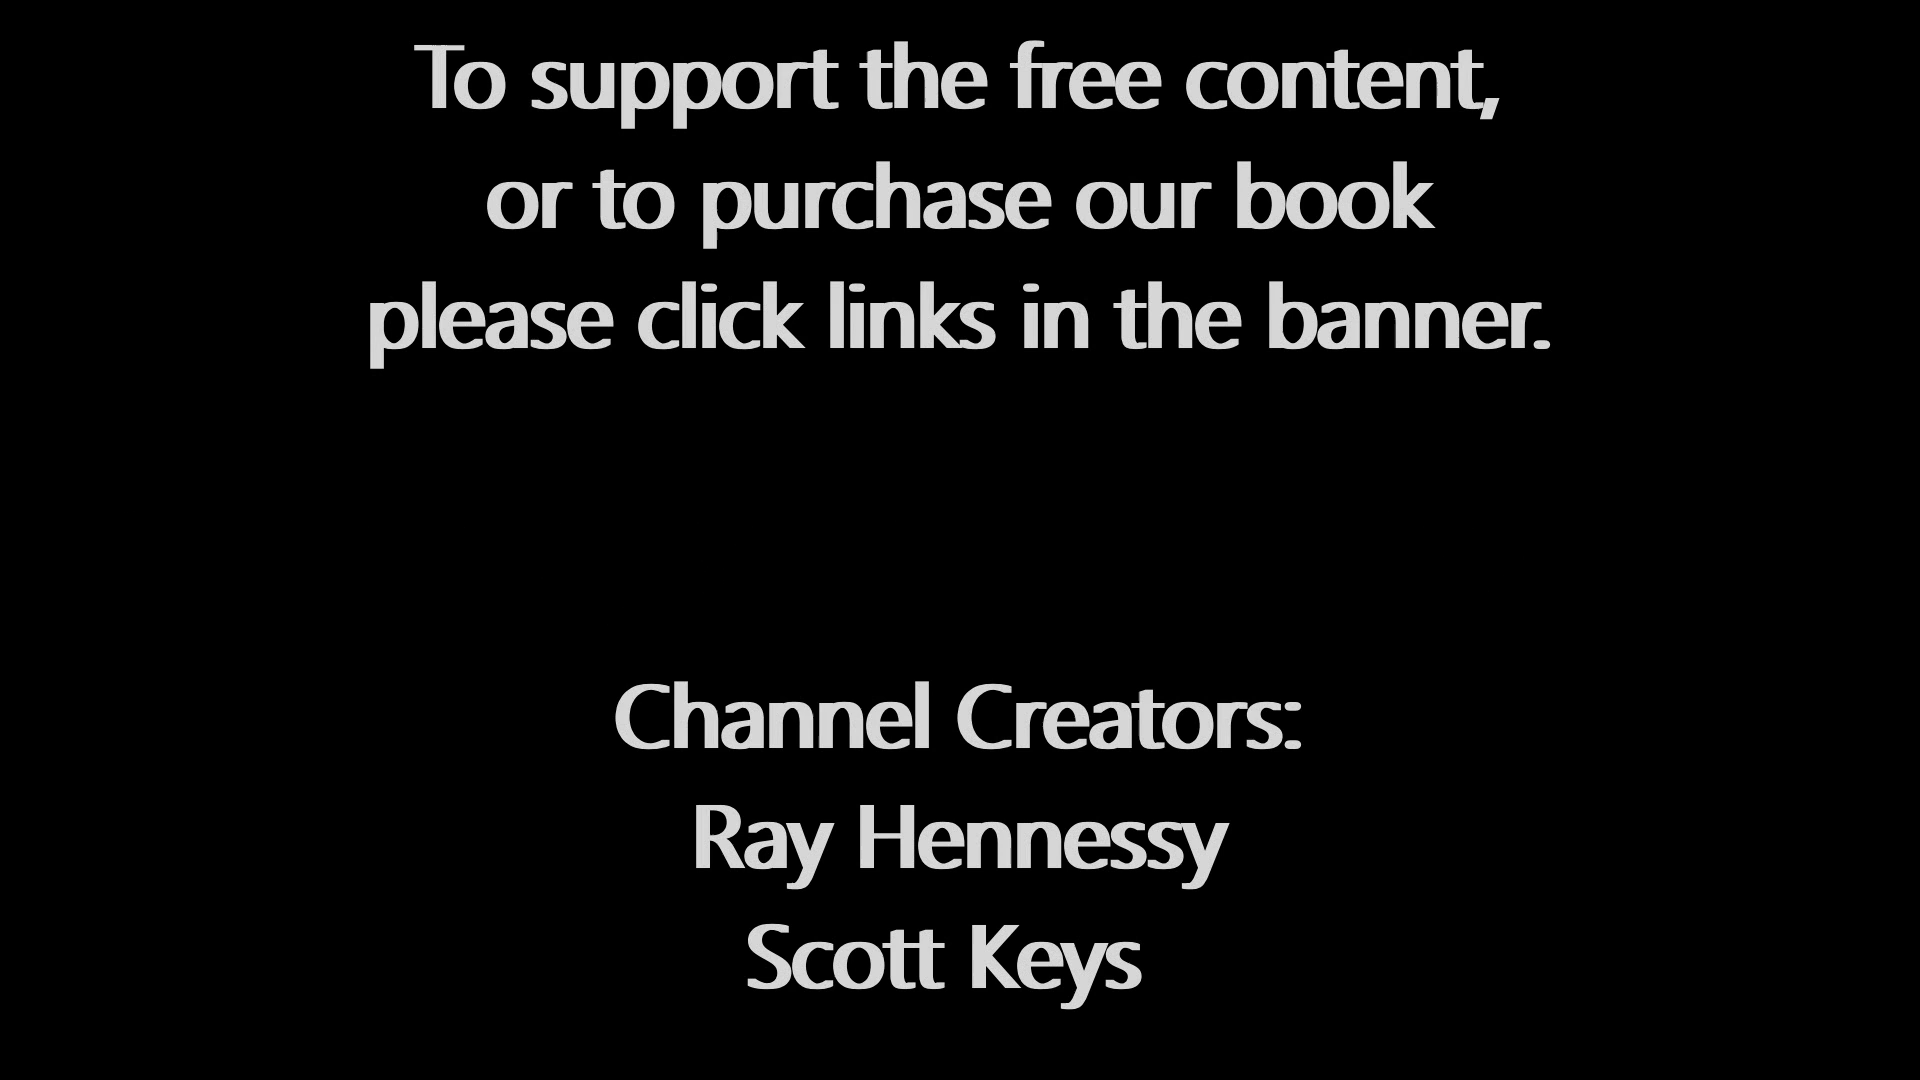 To support the free content,
or to purchase our book
please click links in the banner.
Channel Creators:
Ray Hennessy
Scott Keys